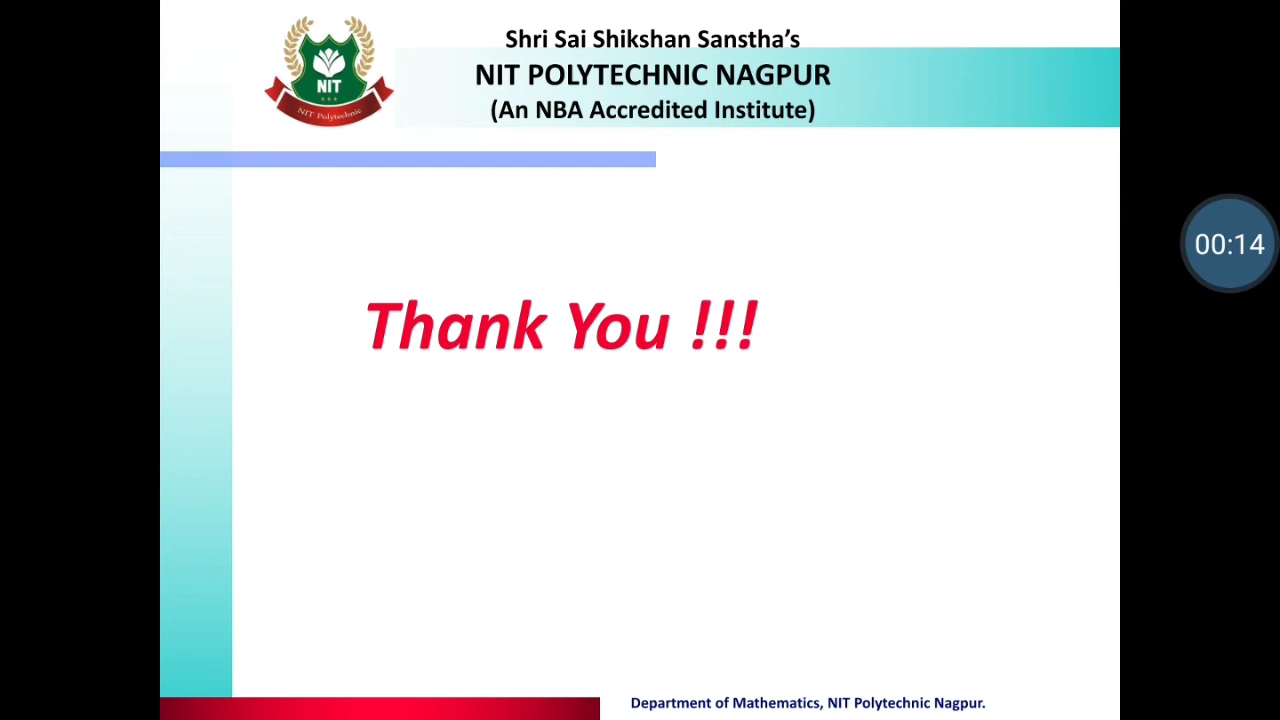 Shri Sai Shikshan Sanstha’s
NIT POLYTECHNIC NAGPUR
(An NBA Accredited Institute)
NIT
NIT Polytechnic
00:14
Thank You !!!
Department of Mathematics, NIT Polytechnic Nagpur.